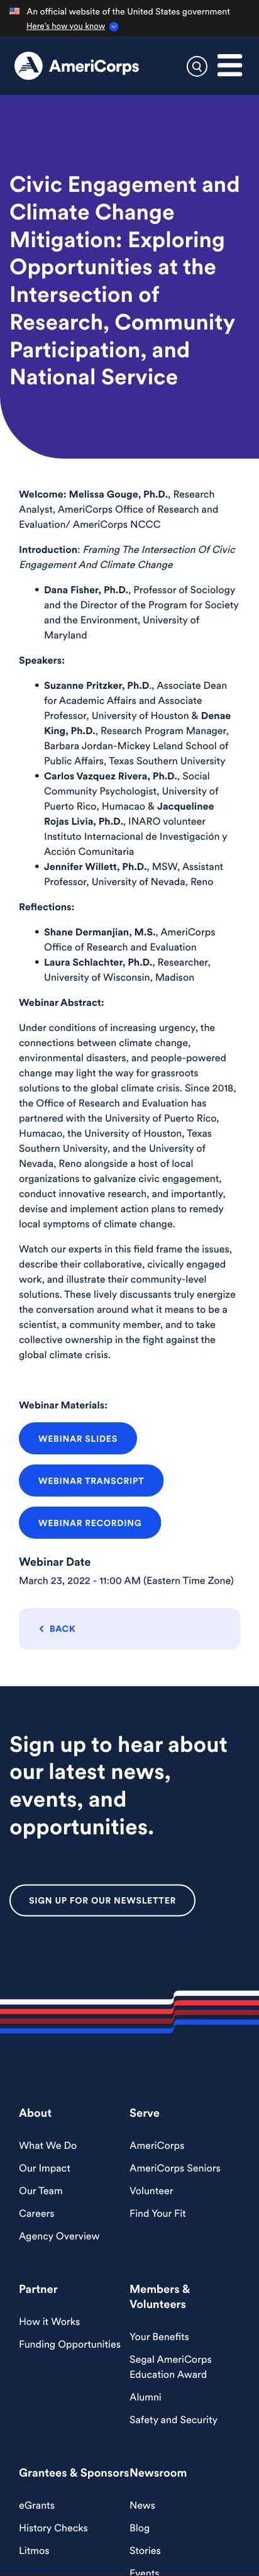 An official website of the United States government
Here's how you know
AmeriCorps
Civic Engagement and
Climate Change
Mitigation: Exploring
Opportunities at the
Intersection of
Research, Community
Participation, and
National Service
Welcome: Melissa Gouge, Ph.D., Research
Analyst, AmeriCorps Office of Research and
Evaluation/ AmeriCorps NCCC
Introduction: Framing The Intersection Of Civic
Engagement And Climate Change
• Dana Fisher, Ph.D., Professor of Sociology
and the Director of the Program for Society
and the Environment, University of
Maryland
Speakers:
• Suzanne Pritzker, Ph.D., Associate Dean
for Academic Affairs and Associate
Professor, University of Houston & Denae
King, Ph.D., Research Program Manager,
Barbara Jordan-Mickey Leland School of
Public Affairs, Texas Southern University
• Carlos Vazquez Rivera, Ph.D., Social
Community Psychologist, University of
Puerto Rico, Humacao & Jacquelinee
Rojas Livia, Ph.D., INARO volunteer
Instituto Internacional de Investigación y
Acción Comunitaria
• Jennifer Willett, Ph.D., MSW, Assistant
Professor, University of Nevada, Reno
Reflections:
• Shane Dermanjian, M.S., AmeriCorps
Office of Research and Evaluation
• Laura Schlachter, Ph.D., Researcher,
University of Wisconsin, Madison
Webinar Abstract:
Under conditions of increasing urgency, the
connections between climate change,
environmental disasters, and people-powered
change may light the way for grassroots
solutions to the global climate crisis. Since 2018,
the Office of Research and Evaluation has
partnered with the University of Puerto Rico,
Humacao, the University of Houston, Texas
Southern University, and the University of
Nevada, Reno alongside a host of local
organizations to galvanize civic engagement,
conduct innovative research, and importantly,
devise and implement action plans to remedy
local symptoms of climate change.
Watch our experts in this field frame the issues,
describe their collaborative, civically engaged
work, and illustrate their community-level
solutions. These lively discussants truly energize
the conversation around what it means to be a
scientist, a community member, and to take
collective ownership in the fight against the
global climate crisis.
Webinar Materials:
WEBINAR SLIDES
WEBINAR TRANSCRIPT
WEBINAR RECORDING
Webinar Date
March 23, 2022 - 11:00 AM (Eastern Time Zone)
BACK
Sign up to hear about
our latest news,
events, and
opportunities.
SIGN UP FOR OUR NEWSLETTER
About
What We Do
Our Impact
Our Team
Careers
Agency Overview
Serve
AmeriCorps
AmeriCorps Seniors
Volunteer
Find Your Fit
Partner
How it Works
Funding Opportunities
Members &
Volunteers
Your Benefits
Segal AmeriCorps
Education Award
Alumni
Safety and Security
Grantees & Sponsors
eGrants
History Checks
Litmos
Newsroom
News
Blog
Stories
Events